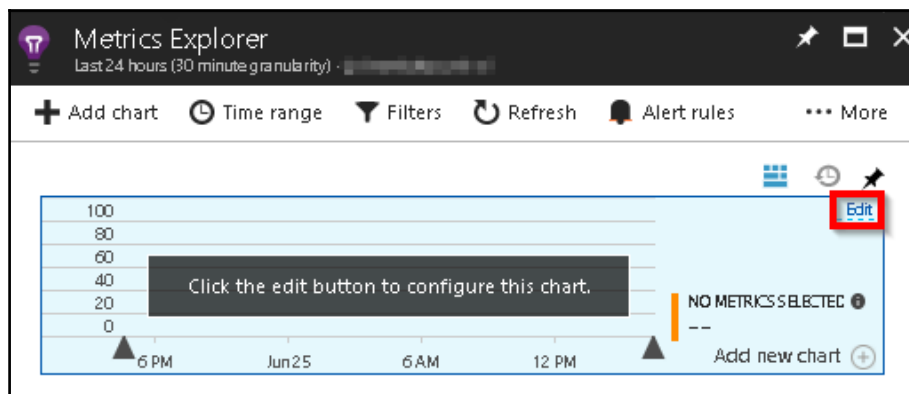 Metrics Explorer
Last 24 hours (30 minute granularity) -
Add chart Time range Filters Refresh Alert rules ··· More
Edit
100
80
60
40
20
0
Click the edit button to configure this chart.
NO METRICS SELECTED
--
6 PM Jun 25 6 AM 12 PM
Add new chart